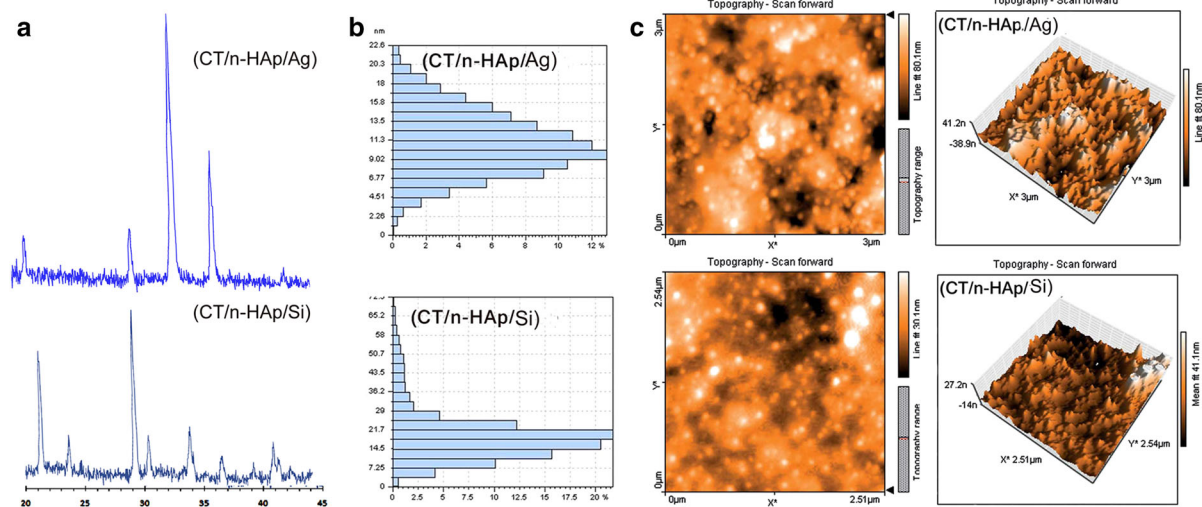 a
(CT/n-HAp/Ag)
(CT/n-HAp/Si)
20 25 30 35 40 45
b
nm
22.6
20.3
18
15.8
13.5
11.3
9.02
6.77
4.51
2.26
0
(CT/n-HAp/Ag)
0 2 4 6 8 10 12 %
72.5
65.2
58
50.7
43.5
36.2
29
21.7
14.5
7.25
0
(CT/n-HAp/Si)
0 2.5 5 7.5 10 12.5 15 17.5 20 %
c
Topography - Scan forward
3µm
Y*
0µm
0µm X* 3µm
Line fit 80.1nm
Topography range
Topography - Scan forward
(CT/n-HAp/Ag)
41.2n
-38.9n
X* 3µm
Y* 3µm
Line fit 80.1nm
Topography - Scan forward
2.54µm
Y*
0µm
0µm X* 2.51µm
Line fit 30.1nm
Topography range
Topography - Scan forward
(CT/n-HAp/Si)
27.2n
-14n
X* 2.51µm
Y* 2.54µm
Mean fit 41.1nm